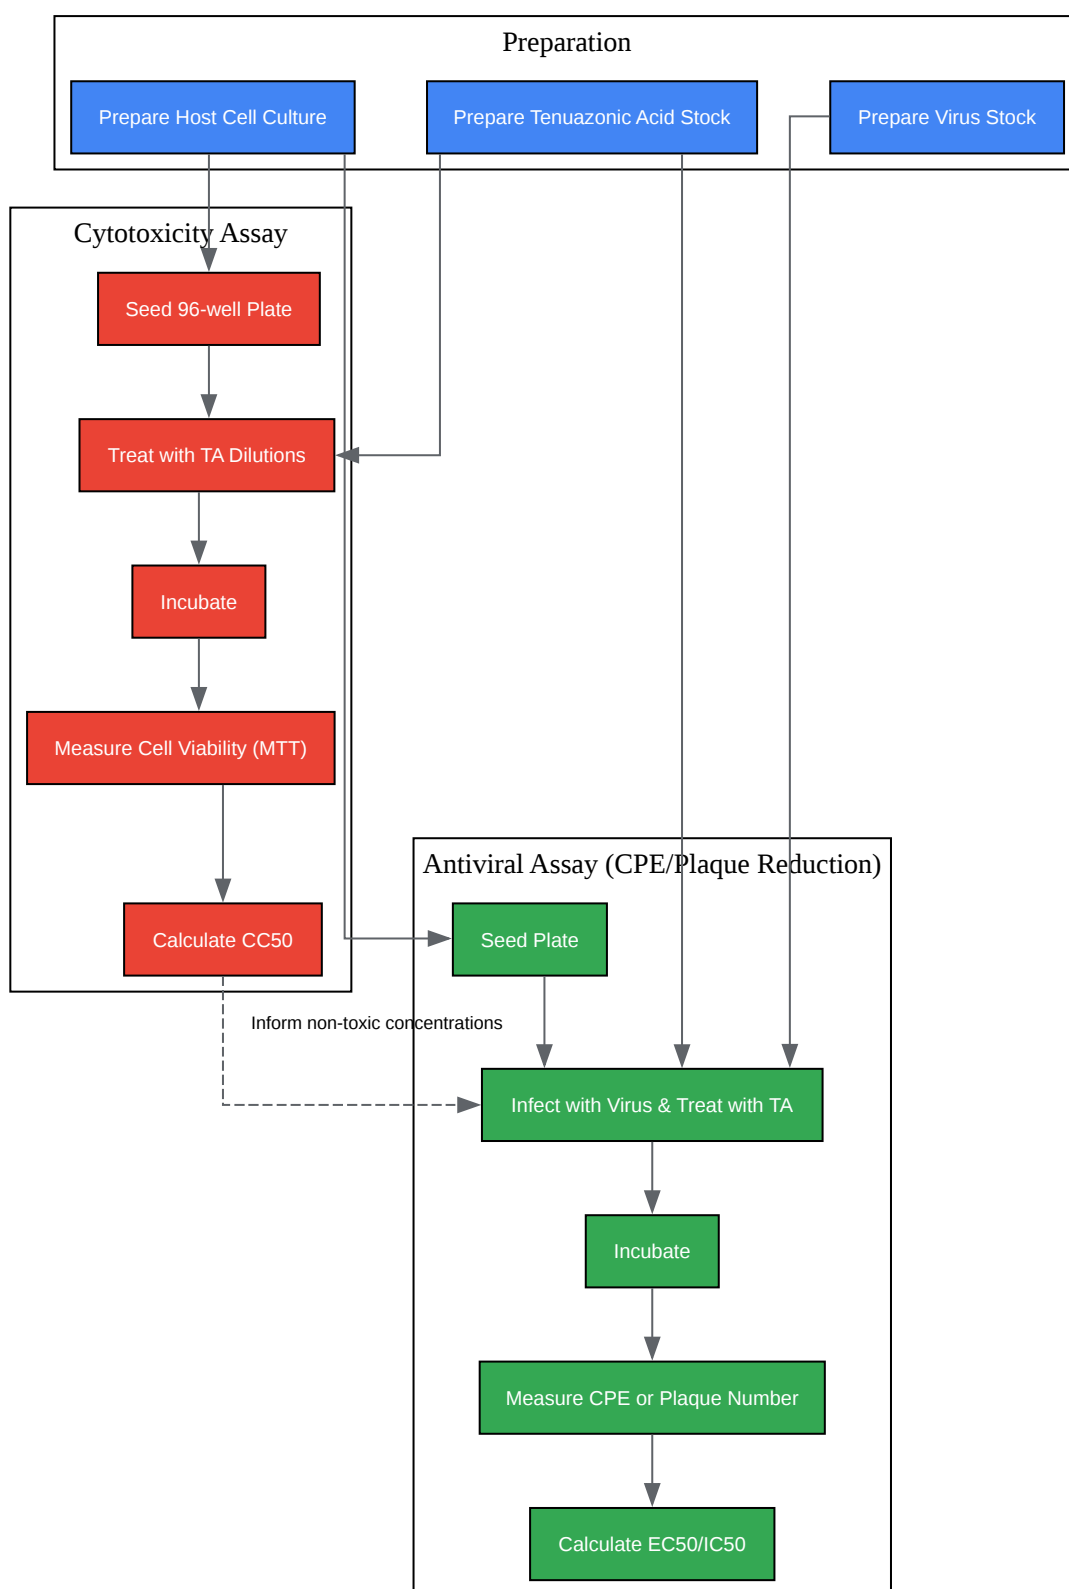 Preparation
Prepare Host Cell Culture
Prepare Tenuazonic Acid Stock
Prepare Virus Stock
Cytotoxicity Assay
Seed 96-well Plate
Treat with TA Dilutions
Incubate
Measure Cell Viability (MTT)
Calculate CC50
Inform non-toxic concentrations
Antiviral Assay (CPE/Plaque Reduction)
Seed Plate
Infect with Virus & Treat with TA
Incubate
Measure CPE or Plaque Number
Calculate EC50/IC50